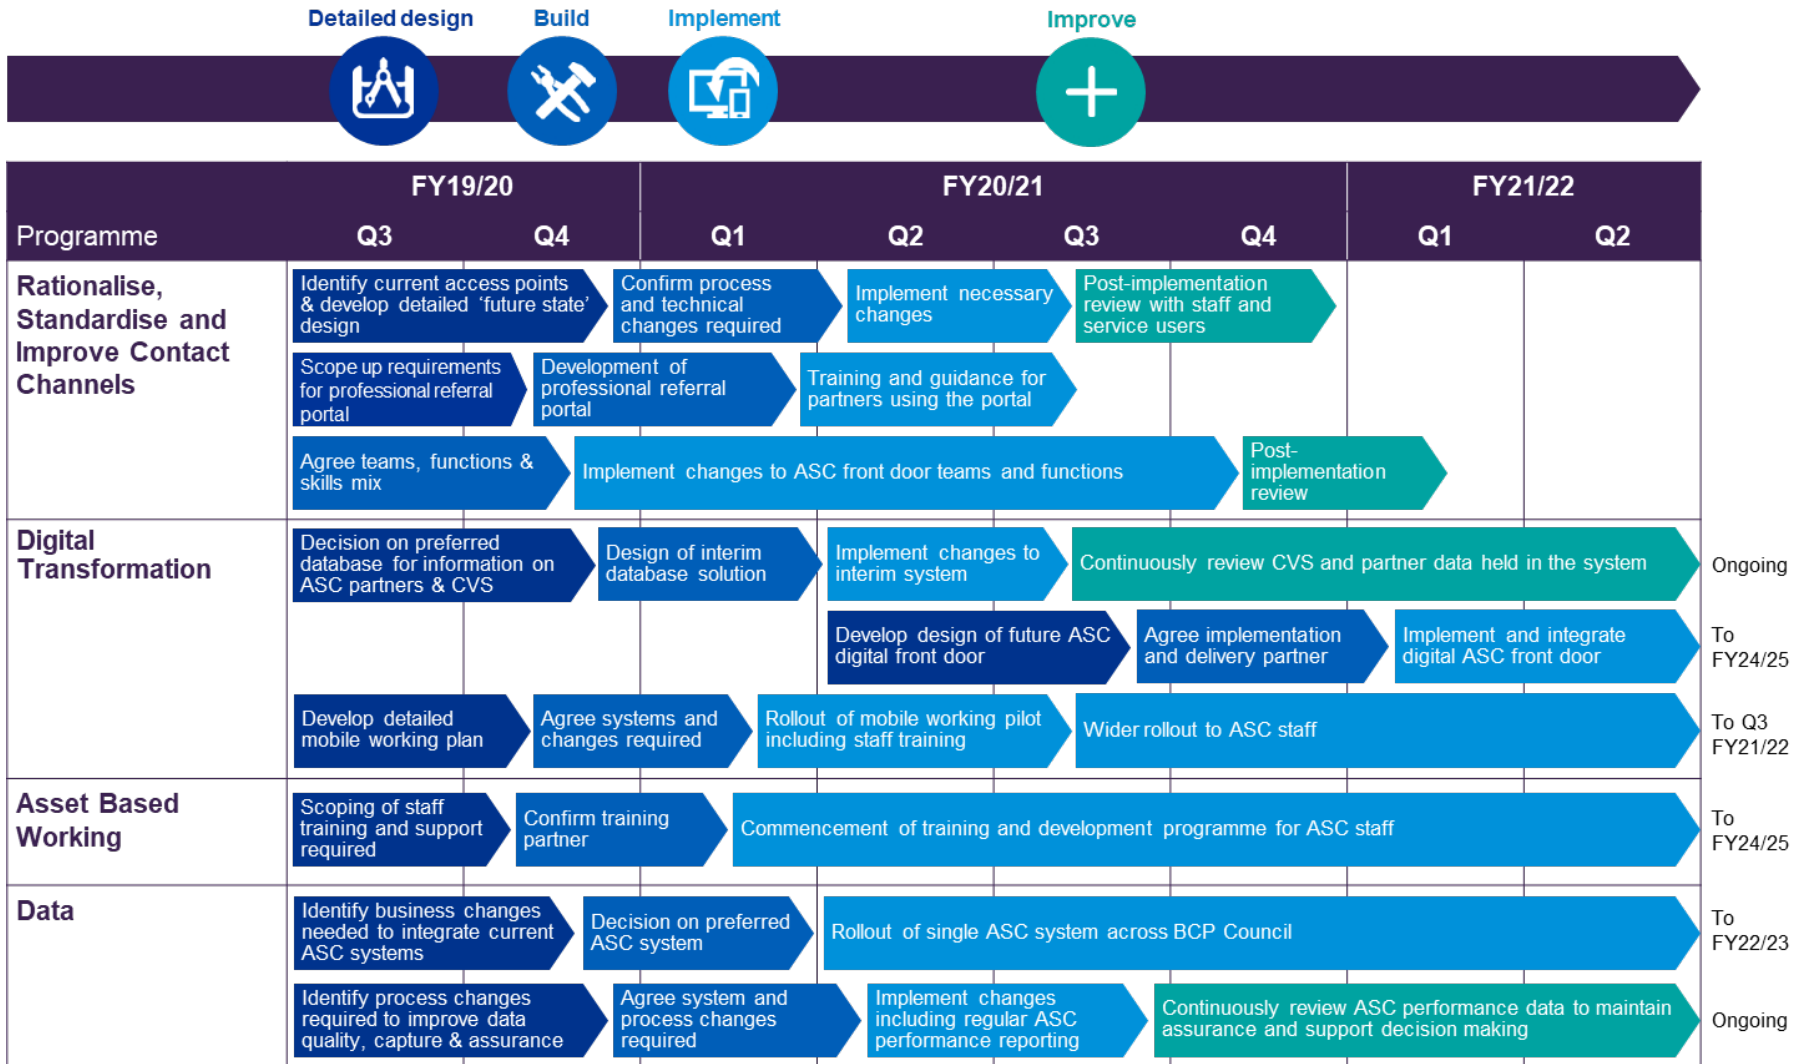 Detailed design
Build
Implement
Improve
FY19/20
FY20/21
FY21/22
Programme
Q3
Q4
Q1
Q2
Q3
Q4
Q1
Q2
Rationalise,
Standardise and
Improve Contact
Channels
Identify current access points
& develop detailed ‘future state’
design
Confirm process
and technical
changes required
Implement necessary
changes
Post-implementation
review with staff and
service users
Scope up requirements
for professional referral
portal
Development of
professional referral
portal
Training and guidance for
partners using the portal
Agree teams, functions &
skills mix
Implement changes to ASC front door teams and functions
Post-
implementation
review
Digital
Transformation
Decision on preferred
database for information on
ASC partners & CVS
Design of interim
database solution
Implement changes to
interim system
Continuously review CVS and partner data held in the system
Ongoing
Develop design of future ASC
digital front door
Agree implementation
and delivery partner
Implement and integrate
digital ASC front door
To
FY24/25
Develop detailed
mobile working plan
Agree systems and
changes required
Rollout of mobile working pilot
including staff training
Wider rollout to ASC staff
To Q3
FY21/22
Asset Based
Working
Scoping of staff
training and support
required
Confirm training
partner
Commencement of training and development programme for ASC staff
To
FY24/25
Data
Identify business changes
needed to integrate current
ASC systems
Decision on preferred
ASC system
Rollout of single ASC system across BCP Council
To
FY22/23
Identify process changes
required to improve data
quality, capture & assurance
Agree system and
process changes
required
Implement changes
including regular ASC
performance reporting
Continuously review ASC performance data to maintain
assurance and support decision making
Ongoing